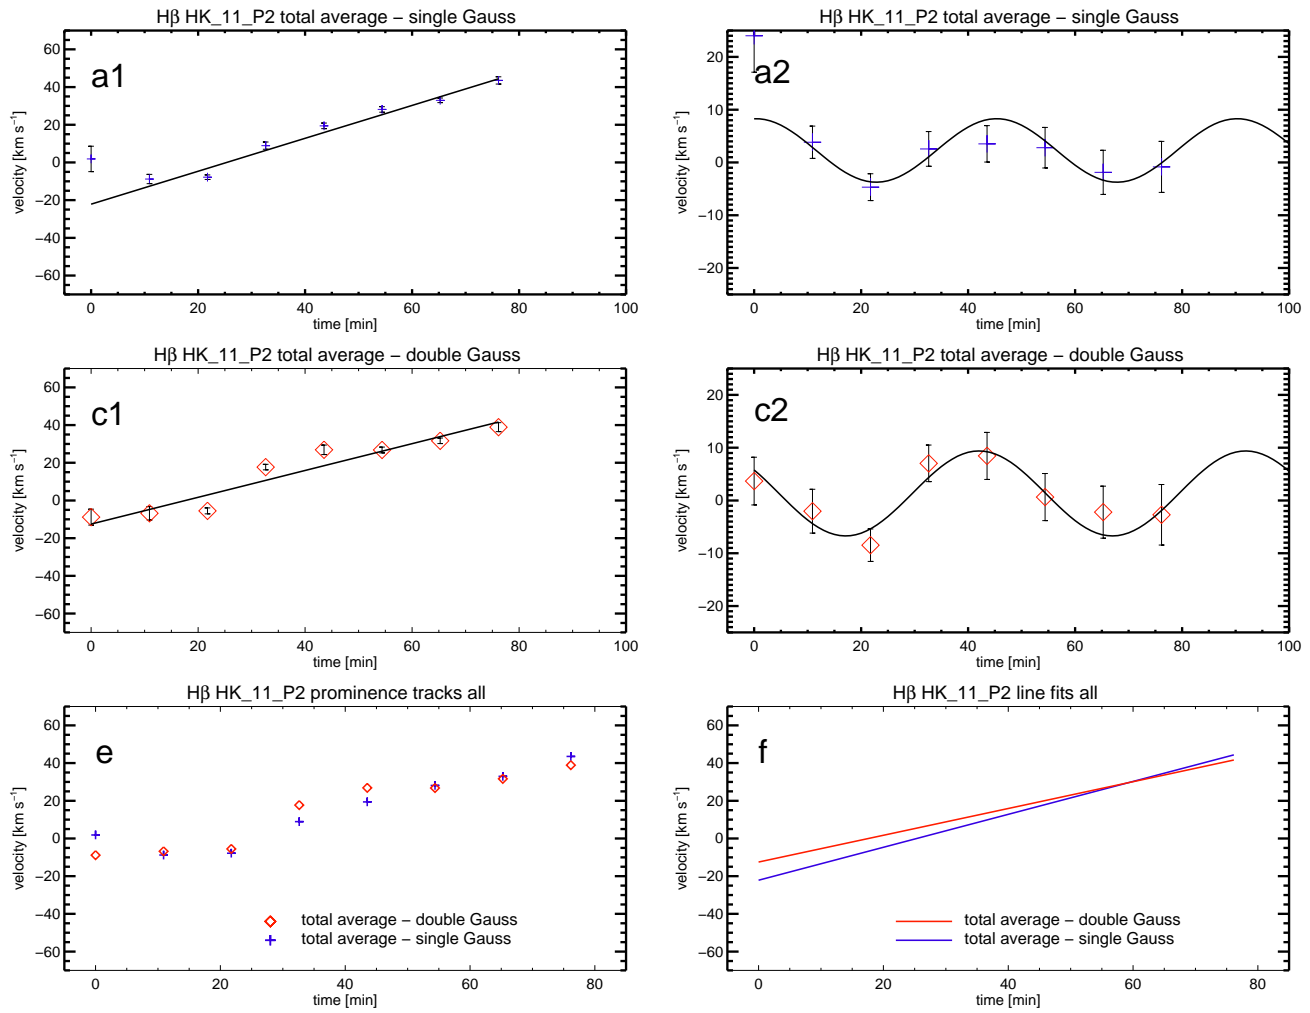 Hβ HK_11_P2 total average − single Gauss
a1
velocity [km s⁻¹]
60
40
20
0
−20
−40
−60
0 20 40 60 80 100
time [min]
Hβ HK_11_P2 total average − single Gauss
a2
velocity [km s⁻¹]
20
10
0
−10
−20
0 20 40 60 80 100
time [min]
Hβ HK_11_P2 total average − double Gauss
c1
velocity [km s⁻¹]
60
40
20
0
−20
−40
−60
0 20 40 60 80 100
time [min]
Hβ HK_11_P2 total average − double Gauss
c2
velocity [km s⁻¹]
20
10
0
−10
−20
0 20 40 60 80 100
time [min]
Hβ HK_11_P2 prominence tracks all
e
velocity [km s⁻¹]
60
40
20
0
−20
−40
−60
total average − double Gauss
total average − single Gauss
0 20 40 60 80
time [min]
Hβ HK_11_P2 line fits all
f
velocity [km s⁻¹]
60
40
20
0
−20
−40
−60
total average − double Gauss
total average − single Gauss
0 20 40 60 80
time [min]